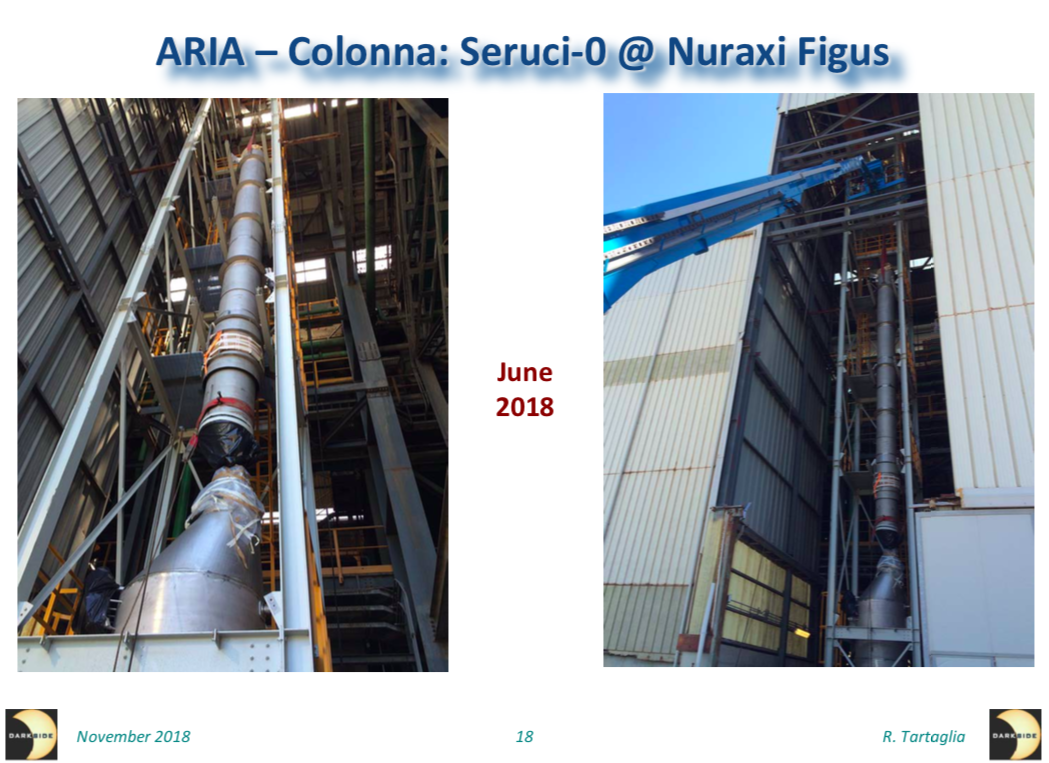 ARIA – Colonna: Seruci-0 @ Nuraxi Figus
June
2018
DARKSIDE
November 2018
18
R. Tartaglia
DARKSIDE